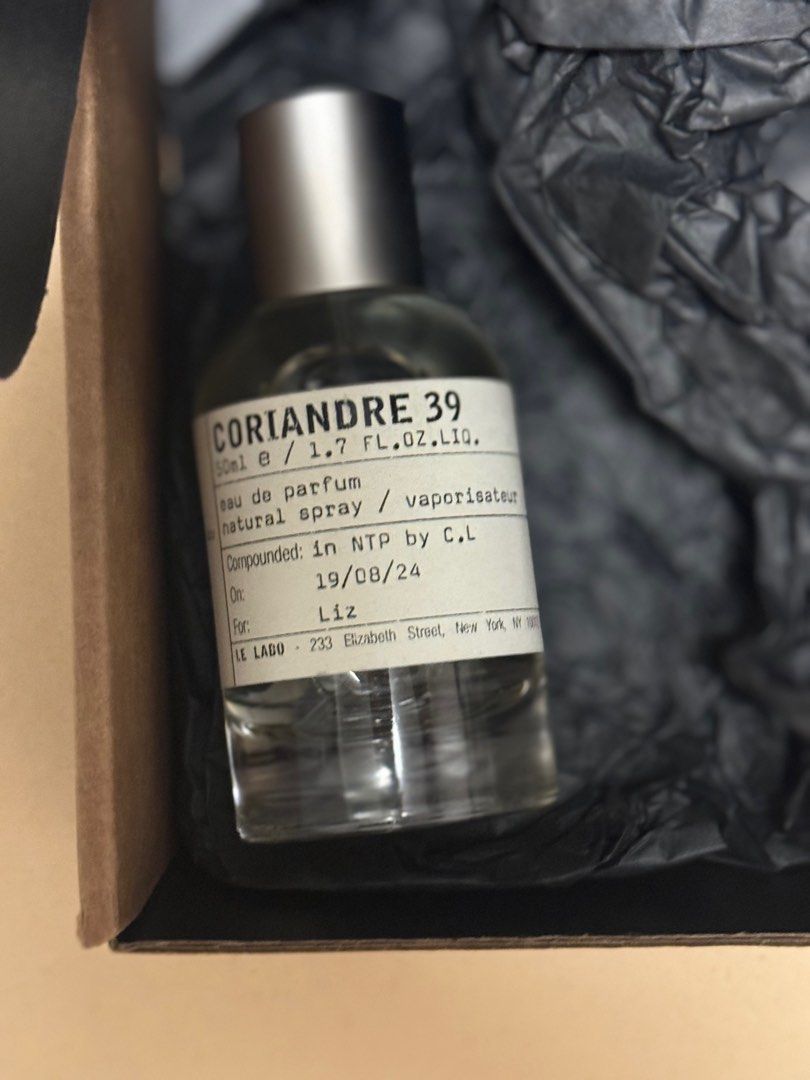 CORIANDRE 39
50ml e / 1.7 FL.OZ.LIQ.
eau de parfum
natural spray / vaporisateur
Compounded: in NTP by C.L
On: 19/08/24
For: Liz
LE LABO - 233 Elizabeth Street, New York, NY